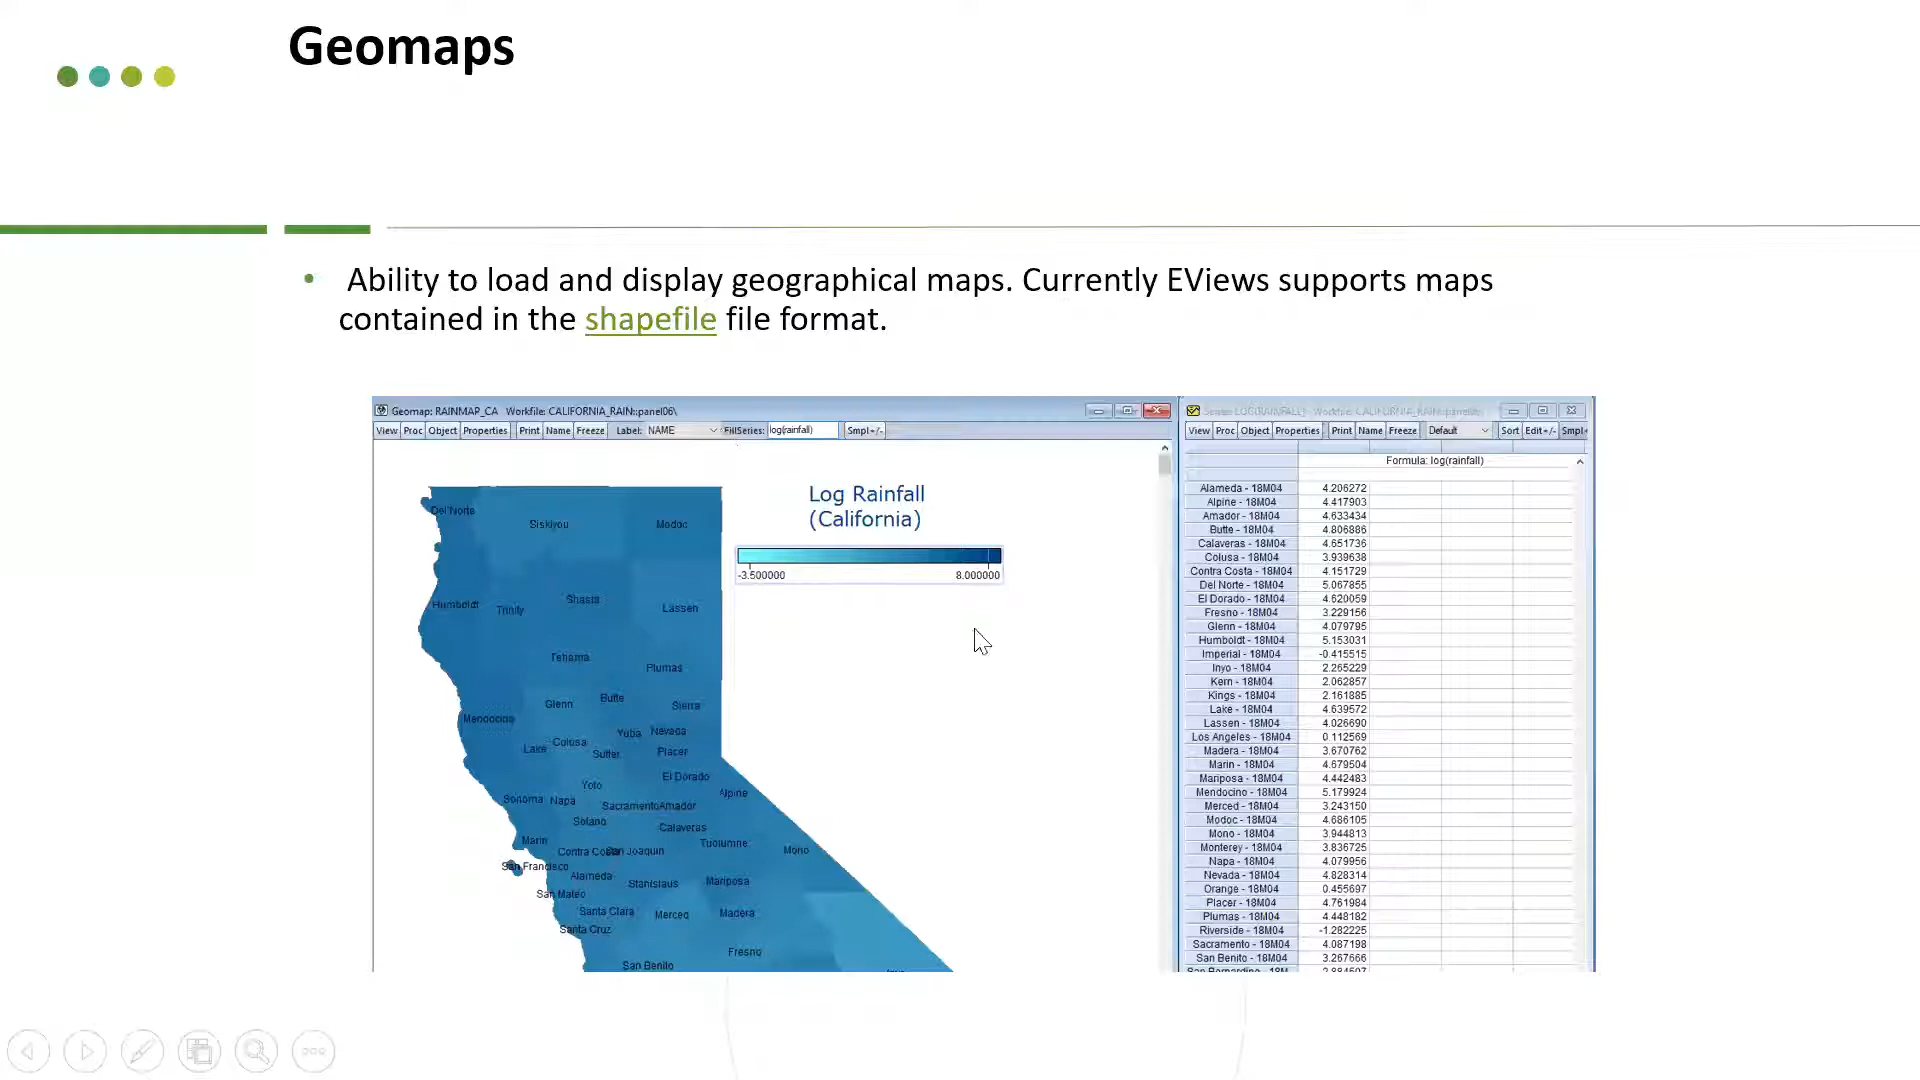 Geomaps
• Ability to load and display geographical maps. Currently EViews supports maps
contained in the shapefile file format.
Geomap: RAINMAP_CA Workfile: CALIFORNIA_RAIN::panel06\
View Proc Object Properties Print Name Freeze Label: NAME FillSeries: log(rainfall) Smpl+/-
Log Rainfall
(California)
-3.500000 8.000000
Del Norte
Siskiyou
Modoc
Humboldt
Trinity
Shasta
Lassen
Tehama
Plumas
Glenn
Butte
Sierra
Mendocino
Lake
Colusa
Yuba
Nevada
Sutter
Placer
El Dorado
Yolo
Alpine
Sonoma
Napa
Sacramento
Amador
Solano
Calaveras
Marin
Contra Costa
San Joaquin
Tuolumne
Mono
San Francisco
Alameda
Stanislaus
Mariposa
San Mateo
Santa Clara
Merced
Madera
Santa Cruz
Fresno
San Benito
View Proc Object Properties Print Name Freeze Default Sort Edit+/- Smpl+
Formula: log(rainfall)
Alameda - 18M04 4.206272
Alpine - 18M04 4.417903
Amador - 18M04 4.633434
Butte - 18M04 4.806886
Calaveras - 18M04 4.651736
Colusa - 18M04 3.939638
Contra Costa - 18M04 4.151729
Del Norte - 18M04 5.067855
El Dorado - 18M04 4.620059
Fresno - 18M04 3.229156
Glenn - 18M04 4.079795
Humboldt - 18M04 5.153031
Imperial - 18M04 -0.415515
Inyo - 18M04 2.265229
Kern - 18M04 2.062857
Kings - 18M04 2.161885
Lake - 18M04 4.639572
Lassen - 18M04 4.026690
Los Angeles - 18M04 0.112569
Madera - 18M04 3.670762
Marin - 18M04 4.679504
Mariposa - 18M04 4.442483
Mendocino - 18M04 5.179924
Merced - 18M04 3.243150
Modoc - 18M04 4.686105
Mono - 18M04 3.944813
Monterey - 18M04 3.836725
Napa - 18M04 4.079956
Nevada - 18M04 4.828314
Orange - 18M04 0.455697
Placer - 18M04 4.761984
Plumas - 18M04 4.448182
Riverside - 18M04 -1.282225
Sacramento - 18M04 4.087198
San Benito - 18M04 3.267666